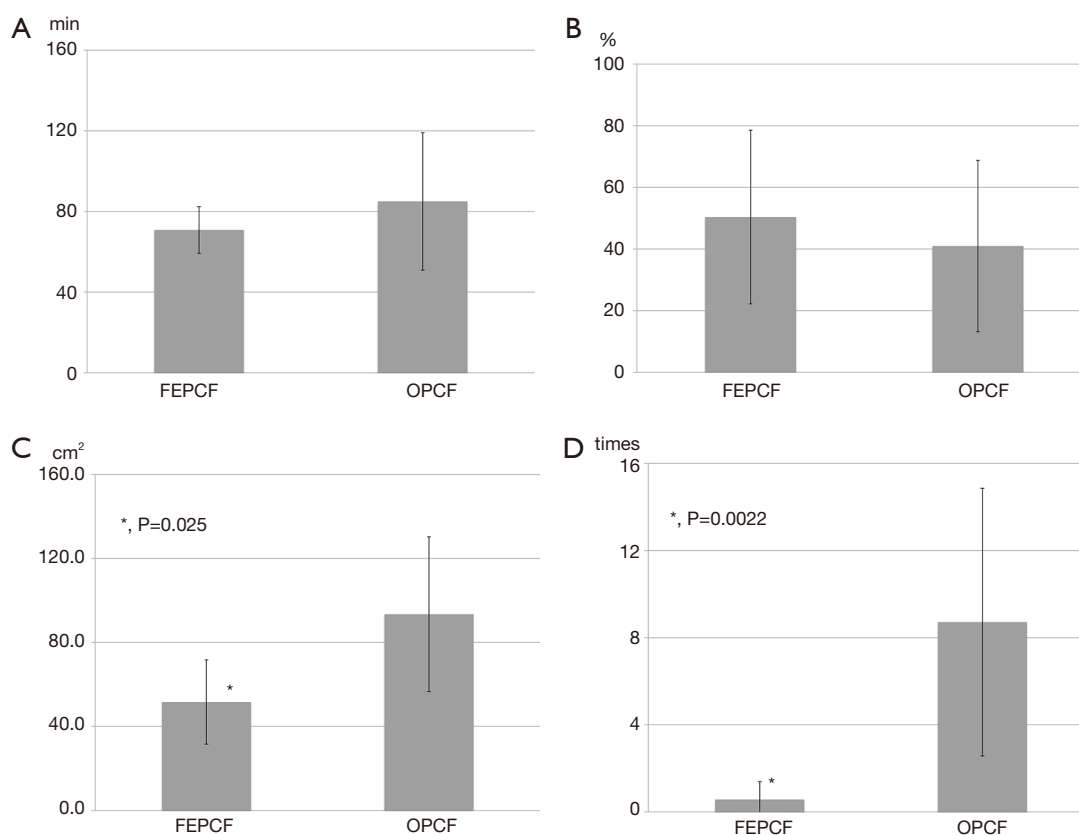 A
min
160
120
80
40
0
FEPCF
OPCF
B
%
100
80
60
40
20
0
FEPCF
OPCF
C
cm²
160.0
*, P=0.025
120.0
80.0
*
40.0
0.0
FEPCF
OPCF
D
times
16
*, P=0.0022
12
8
4
*
0
FEPCF
OPCF